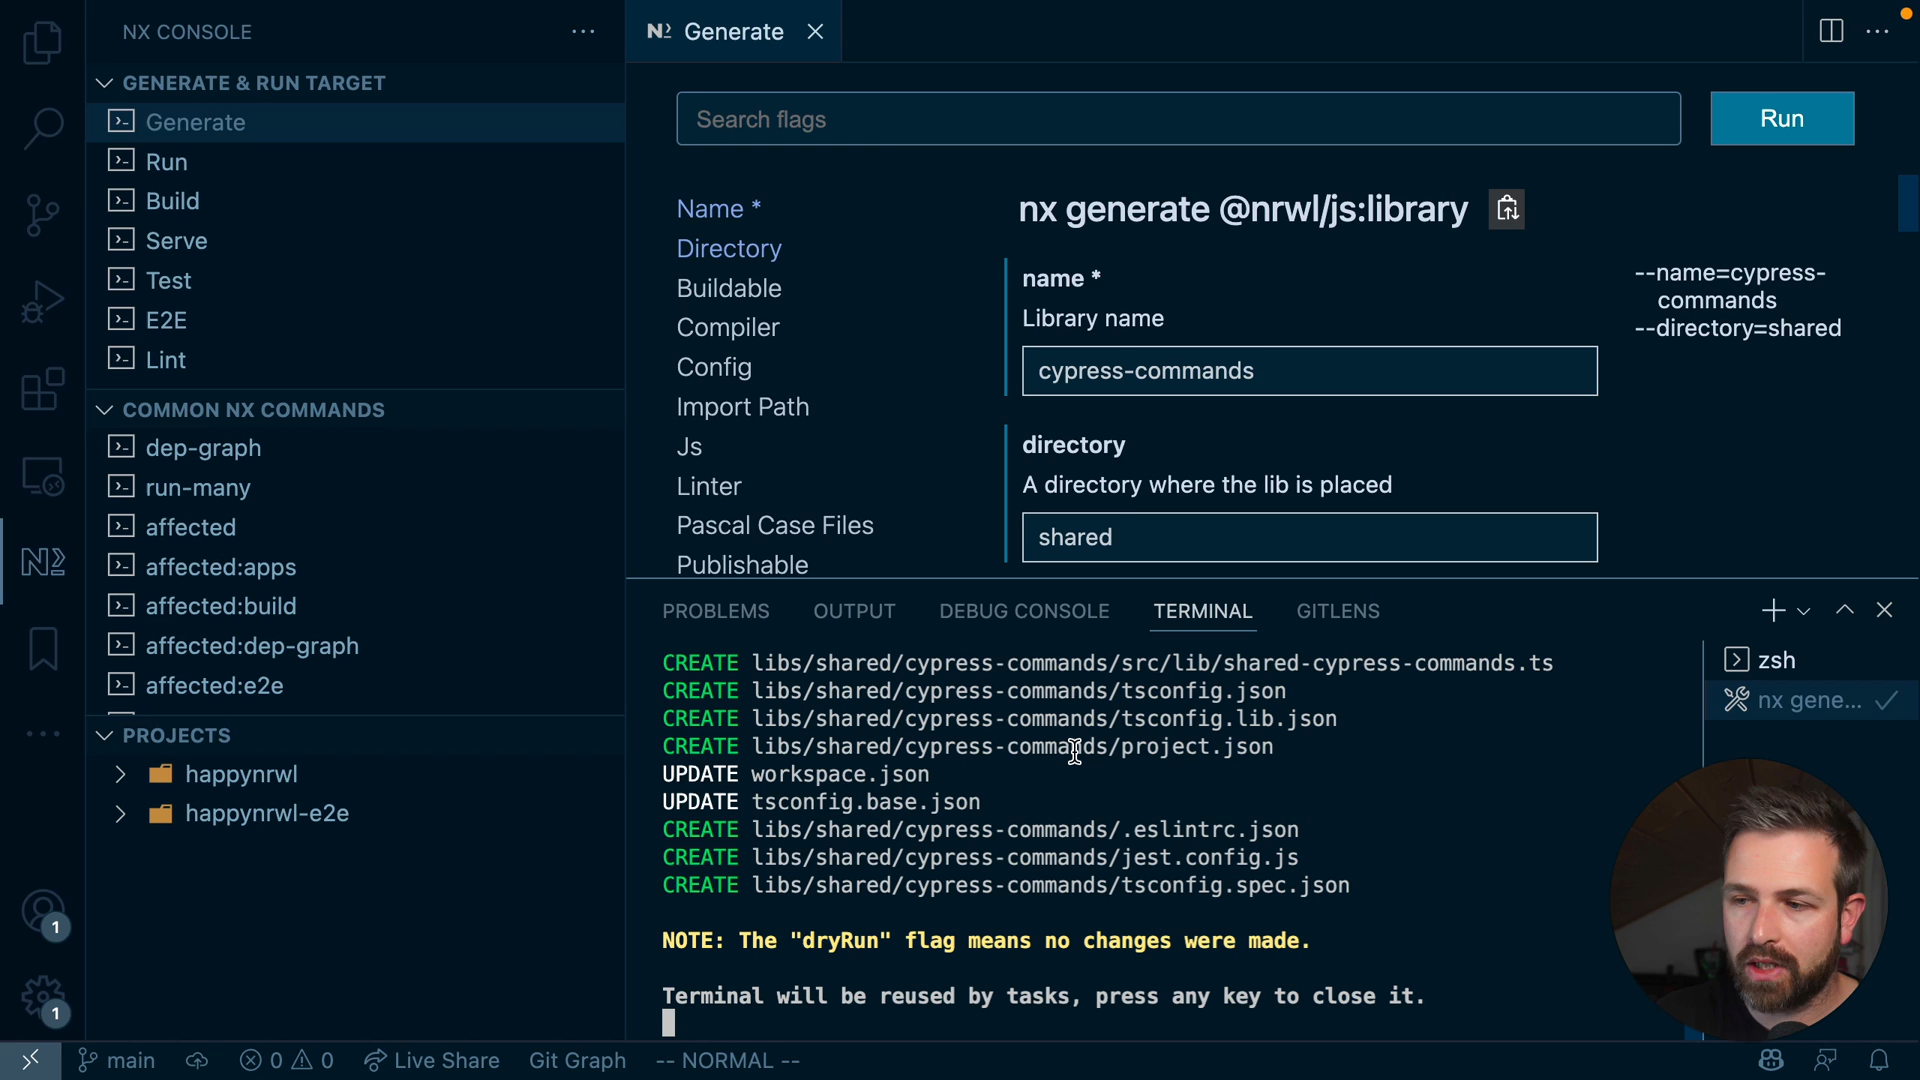 NX CONSOLE
GENERATE & RUN TARGET
Generate
Run
Build
Serve
Test
E2E
Lint
COMMON NX COMMANDS
dep-graph
run-many
affected
affected:apps
affected:build
affected:dep-graph
affected:e2e
PROJECTS
happynrwl
happynrwl-e2e
1
1
Generate
Search flags
Run
Name *
Directory
Buildable
Compiler
Config
Import Path
Js
Linter
Pascal Case Files
Publishable
nx generate @nrwl/js:library
name *
Library name
cypress-commands
directory
A directory where the lib is placed
shared
--name=cypress-
commands
--directory=shared
PROBLEMS OUTPUT DEBUG CONSOLE TERMINAL GITLENS
CREATE libs/shared/cypress-commands/src/lib/shared-cypress-commands.ts
CREATE libs/shared/cypress-commands/tsconfig.json
CREATE libs/shared/cypress-commands/tsconfig.lib.json
CREATE libs/shared/cypress-commands/project.json
UPDATE workspace.json
UPDATE tsconfig.base.json
CREATE libs/shared/cypress-commands/.eslintrc.json
CREATE libs/shared/cypress-commands/jest.config.js
CREATE libs/shared/cypress-commands/tsconfig.spec.json
NOTE: The "dryRun" flag means no changes were made.
Terminal will be reused by tasks, press any key to close it.
zsh
nx gene...
main 0 0 Live Share Git Graph -- NORMAL --